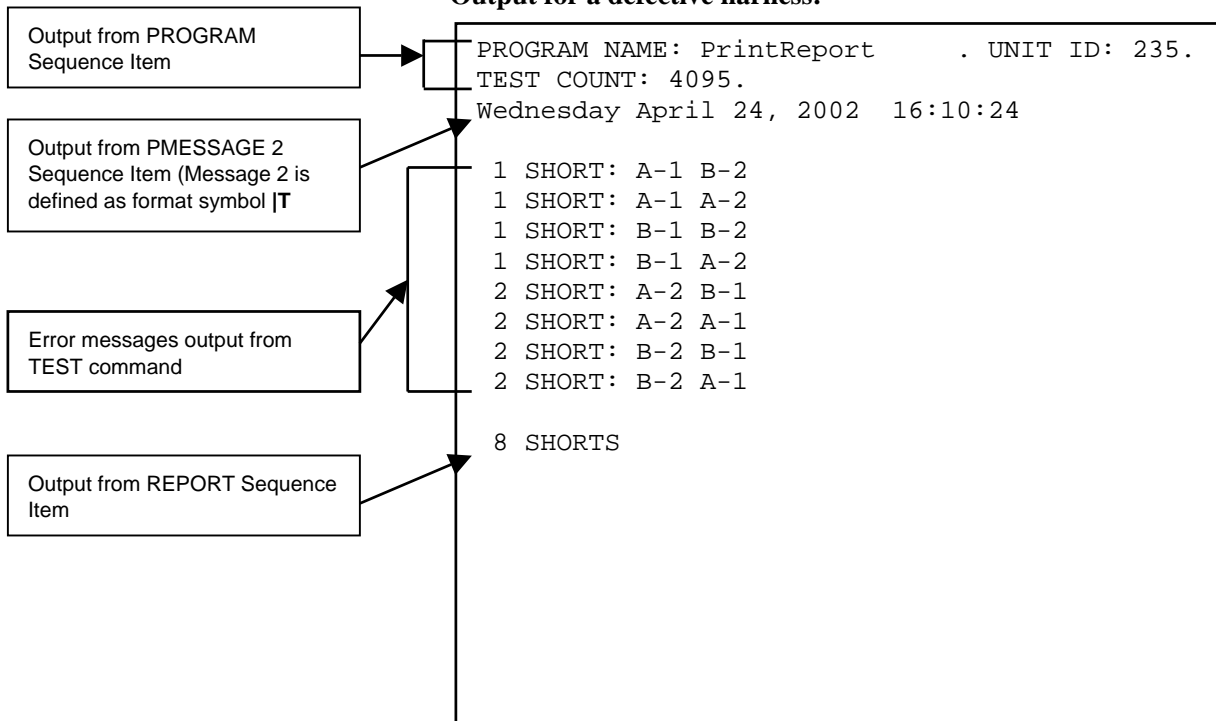 Output for a defective harness:
Output from PROGRAM
Sequence Item
PROGRAM NAME: PrintReport . UNIT ID: 235.
TEST COUNT: 4095.
Wednesday April 24, 2002 16:10:24
Output from PMESSAGE 2
Sequence Item (Message 2 is
defined as format symbol |T
1 SHORT: A-1 B-2
1 SHORT: A-1 A-2
1 SHORT: B-1 B-2
1 SHORT: B-1 A-2
2 SHORT: A-2 B-1
2 SHORT: A-2 A-1
2 SHORT: B-2 B-1
2 SHORT: B-2 A-1
Error messages output from
TEST command
8 SHORTS
Output from REPORT Sequence
Item